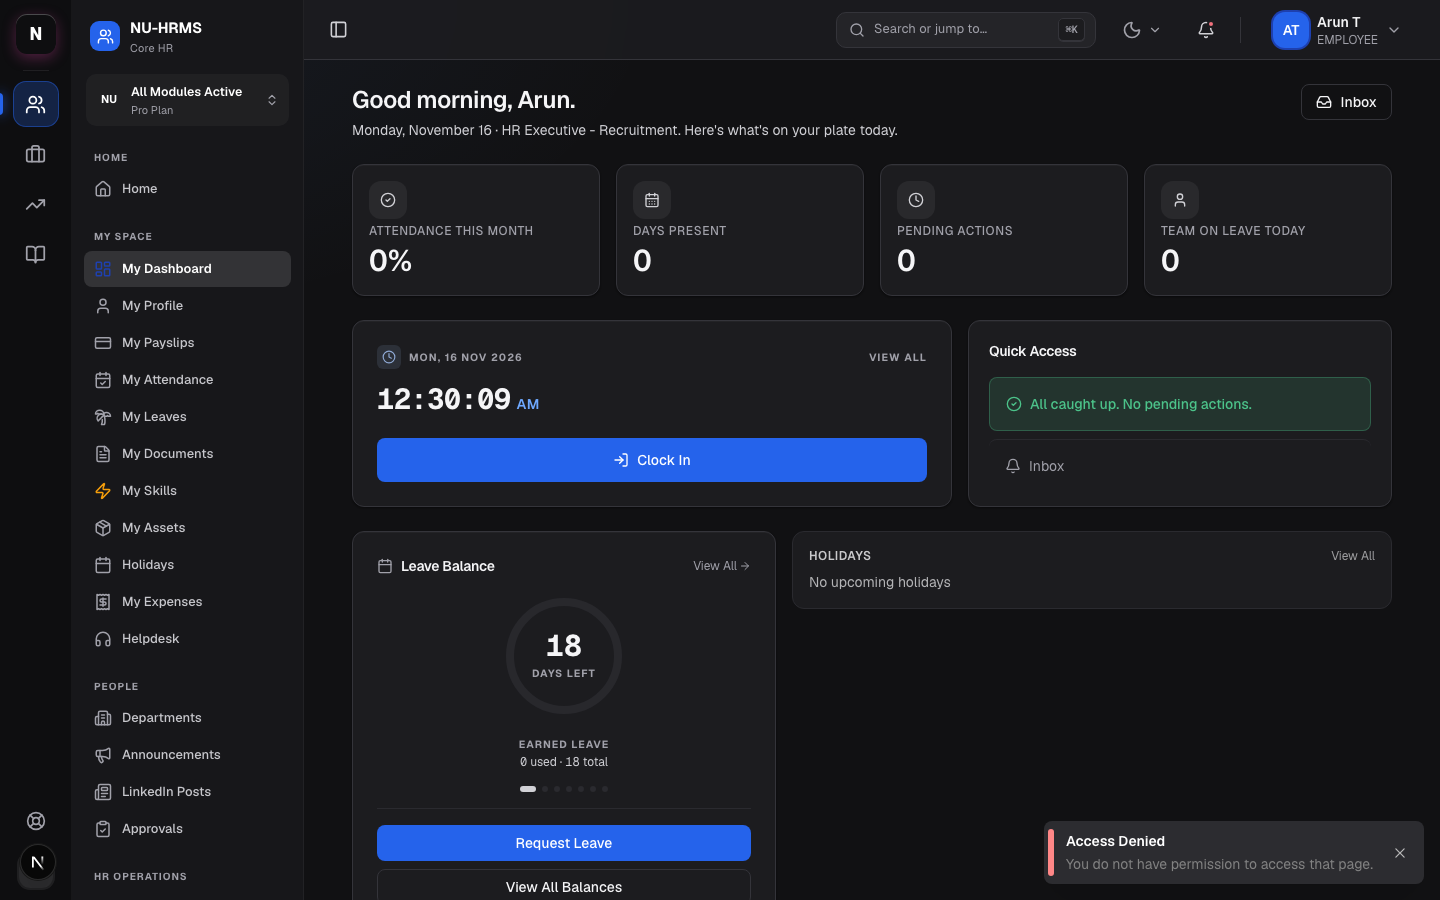 N
NU-HRMS
Core HR
NU
All Modules Active
Pro Plan
HOME
Home
MY SPACE
My Dashboard
My Profile
My Payslips
My Attendance
My Leaves
My Documents
My Skills
My Assets
Holidays
My Expenses
Helpdesk
PEOPLE
Departments
Announcements
LinkedIn Posts
Approvals
HR OPERATIONS
N
Search or jump to...
⌘K
AT
Arun T
EMPLOYEE
Good morning, Arun.
Monday, November 16 · HR Executive - Recruitment. Here's what's on your plate today.
Inbox
ATTENDANCE THIS MONTH
0%
DAYS PRESENT
0
PENDING ACTIONS
0
TEAM ON LEAVE TODAY
0
MON, 16 NOV 2026
VIEW ALL
12:30:09 AM
Clock In
Quick Access
All caught up. No pending actions.
Inbox
Leave Balance
View All →
18
DAYS LEFT
EARNED LEAVE
0 used · 18 total
Request Leave
View All Balances
HOLIDAYS
View All
No upcoming holidays
Access Denied
You do not have permission to access that page.